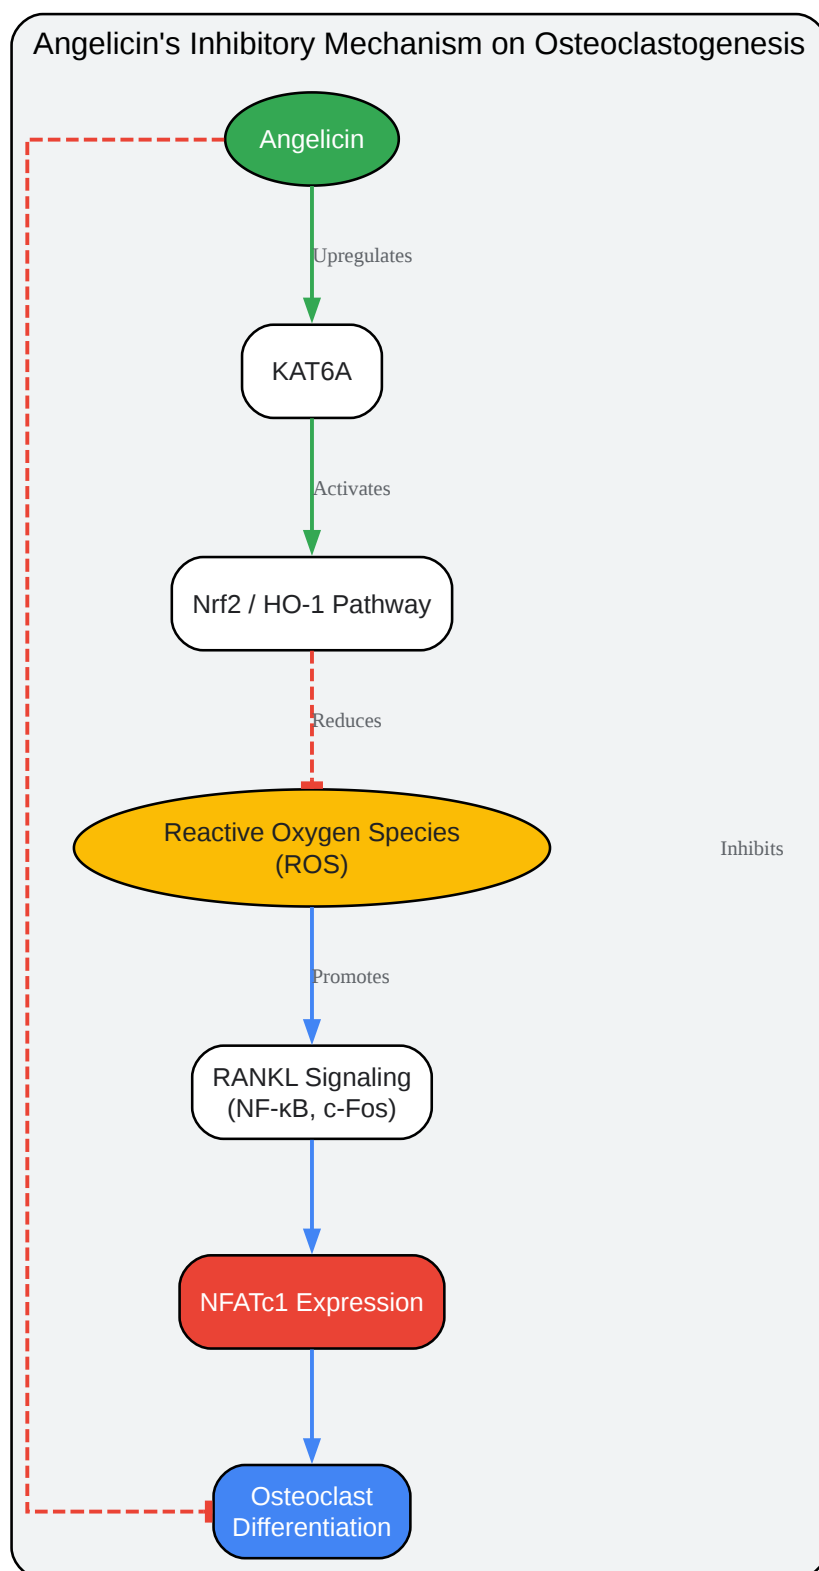 Angelicin's Inhibitory Mechanism on Osteoclastogenesis
Angelicin
Upregulates
KAT6A
Activates
Nrf2 / HO-1 Pathway
Reduces
Reactive Oxygen Species
(ROS)
Inhibits
Promotes
RANKL Signaling
(NF-κB, c-Fos)
NFATc1 Expression
Osteoclast
Differentiation